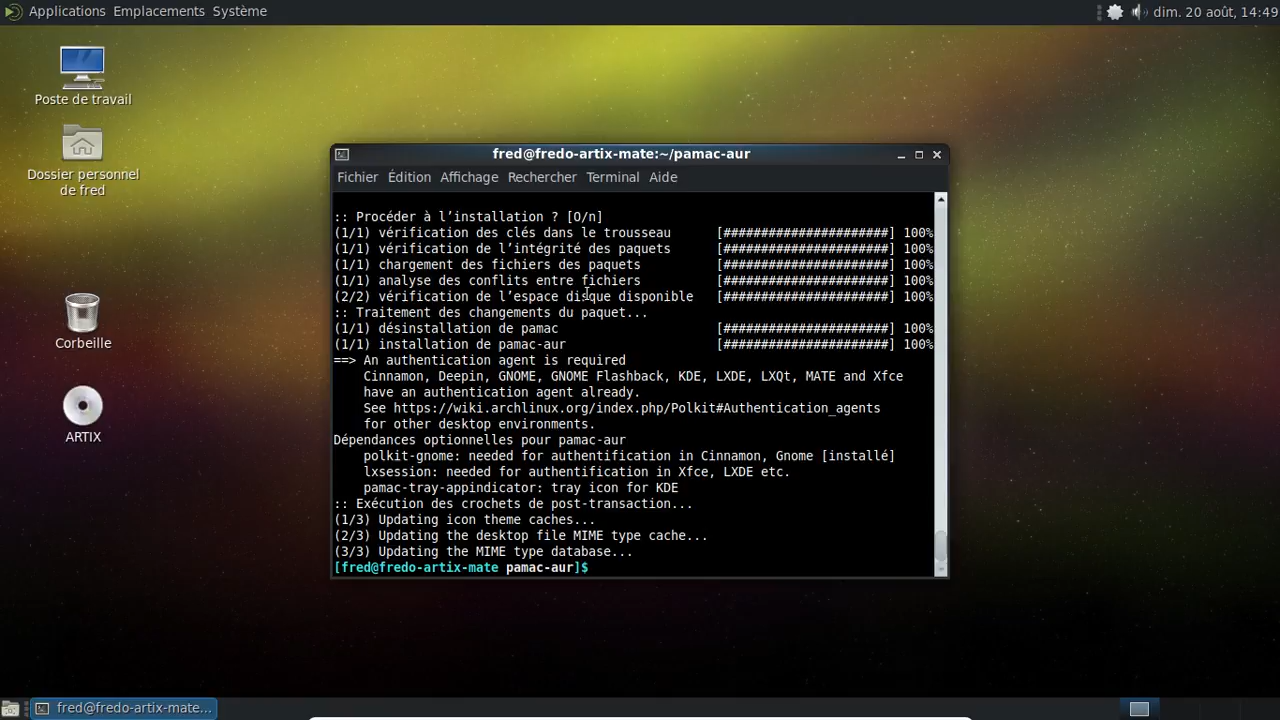 Applications Emplacements Système
dim. 20 août, 14:49
Poste de travail
Dossier personnel
de fred
Corbeille
ARTIX
fred@fredo-artix-mate:~/pamac-aur
Fichier Édition Affichage Rechercher Terminal Aide
:: Procéder à l’installation ? [O/n]
(1/1) vérification des clés dans le trousseau [######################] 100%
(1/1) vérification de l’intégrité des paquets [######################] 100%
(1/1) chargement des fichiers des paquets [######################] 100%
(1/1) analyse des conflits entre fichiers [######################] 100%
(2/2) vérification de l’espace disque disponible [######################] 100%
:: Traitement des changements du paquet...
(1/1) désinstallation de pamac [######################] 100%
(1/1) installation de pamac-aur [######################] 100%
==> An authentication agent is required
Cinnamon, Deepin, GNOME, GNOME Flashback, KDE, LXDE, LXQt, MATE and Xfce
have an authentication agent already.
See https://wiki.archlinux.org/index.php/Polkit#Authentication_agents
for other desktop environments.
Dépendances optionnelles pour pamac-aur
polkit-gnome: needed for authentification in Cinnamon, Gnome [installé]
lxsession: needed for authentification in Xfce, LXDE etc.
pamac-tray-appindicator: tray icon for KDE
:: Exécution des crochets de post-transaction...
(1/3) Updating icon theme caches...
(2/3) Updating the desktop file MIME type cache...
(3/3) Updating the MIME type database...
[fred@fredo-artix-mate pamac-aur]$
fred@fredo-artix-mate...